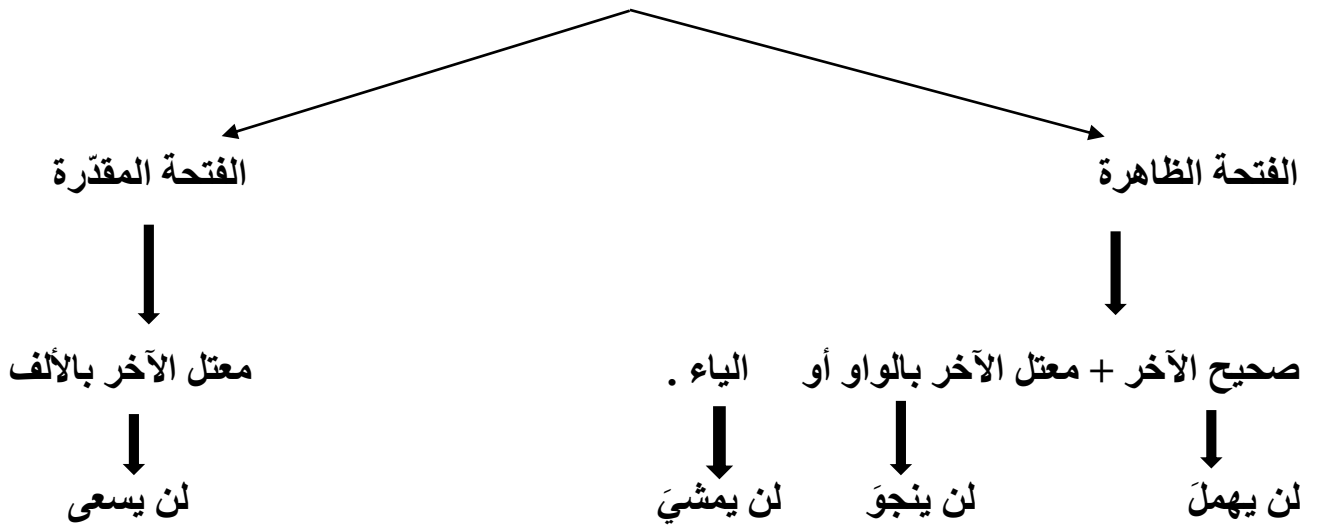 الفتحة الظاهرة الفتحة المقدّرة
صحيح الآخر + معتل الآخر بالواو أو الياء . معتل الآخر بالألف
لن يهملَ لن ينجوَ لن يمشيَ لن يسعى